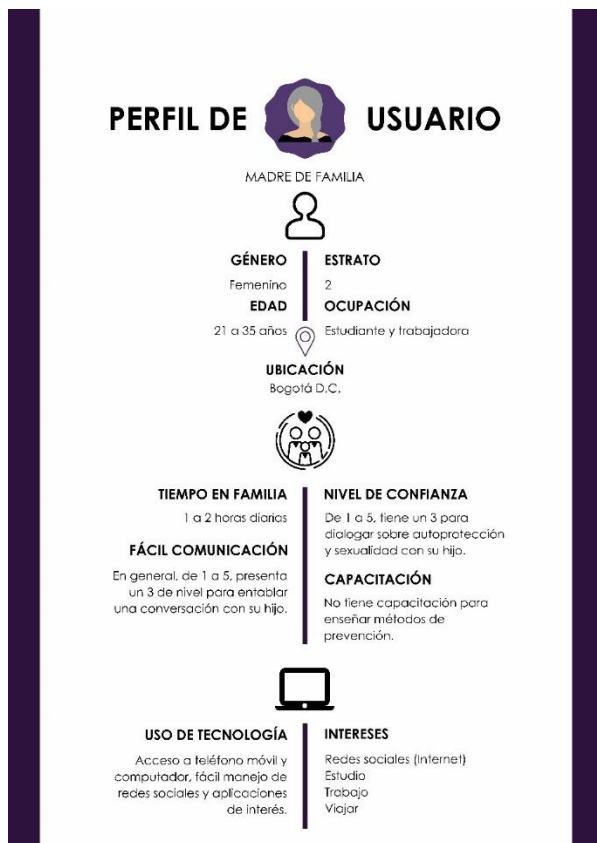 PERFIL DE USUARIO
MADRE DE FAMILIA
GÉNERO
Femenino
EDAD
21 a 35 años
ESTRATO
2
OCUPACIÓN
Estudiante y trabajadora
UBICACIÓN
Bogotá D.C.
TIEMPO EN FAMILIA
1 a 2 horas diarias
FÁCIL COMUNICACIÓN
En general, de 1 a 5, presenta
un 3 de nivel para entablar
una conversación con su hijo.
NIVEL DE CONFIANZA
De 1 a 5, tiene un 3 para
dialogar sobre autoprotección
y sexualidad con su hijo.
CAPACITACIÓN
No tiene capacitación para
enseñar métodos de
prevención.
USO DE TECNOLOGÍA
Acceso a teléfono móvil y
computador, fácil manejo de
redes sociales y aplicaciones
de interés.
INTERESES
Redes sociales (Internet)
Estudio
Trabajo
Viajar